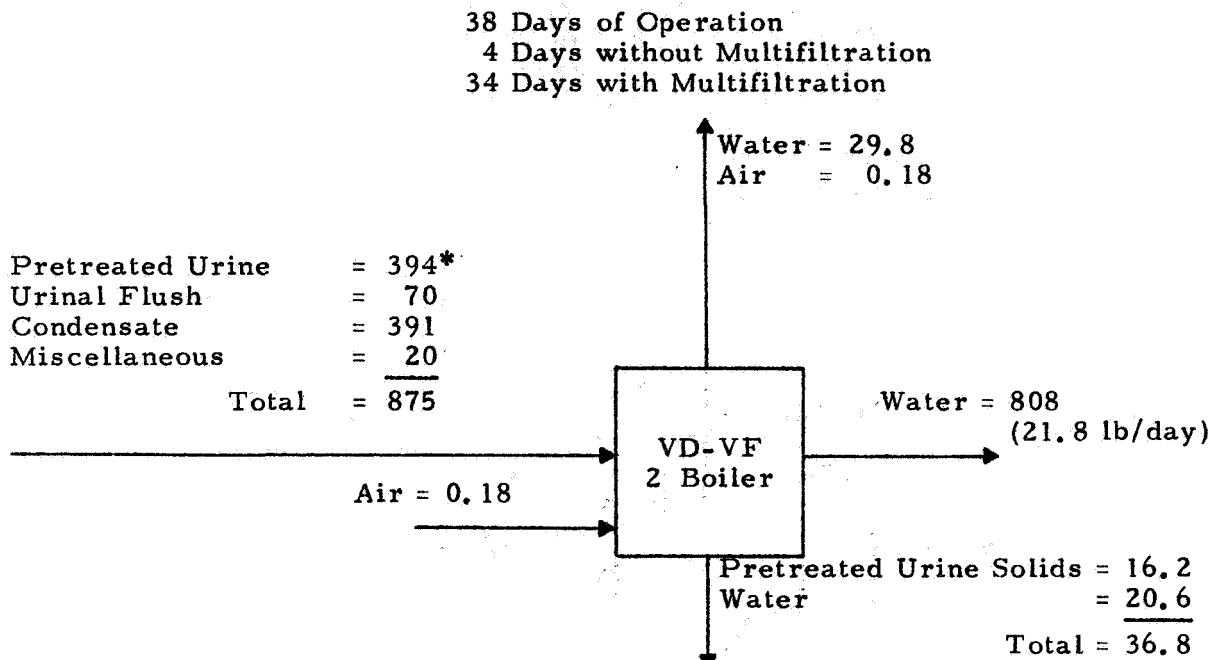 38 Days of Operation
4 Days without Multifiltration
34 Days with Multifiltration
Water = 29.8
Air = 0.18
Pretreated Urine = 394*
Urinal Flush = 70
Condensate = 391
Miscellaneous = 20
Total = 875
Water = 808
(21.8 lb/day)
VD-VF
2 Boiler
Air = 0.18
Pretreated Urine Solids = 16.2
Water = 20.6
Total = 36.8